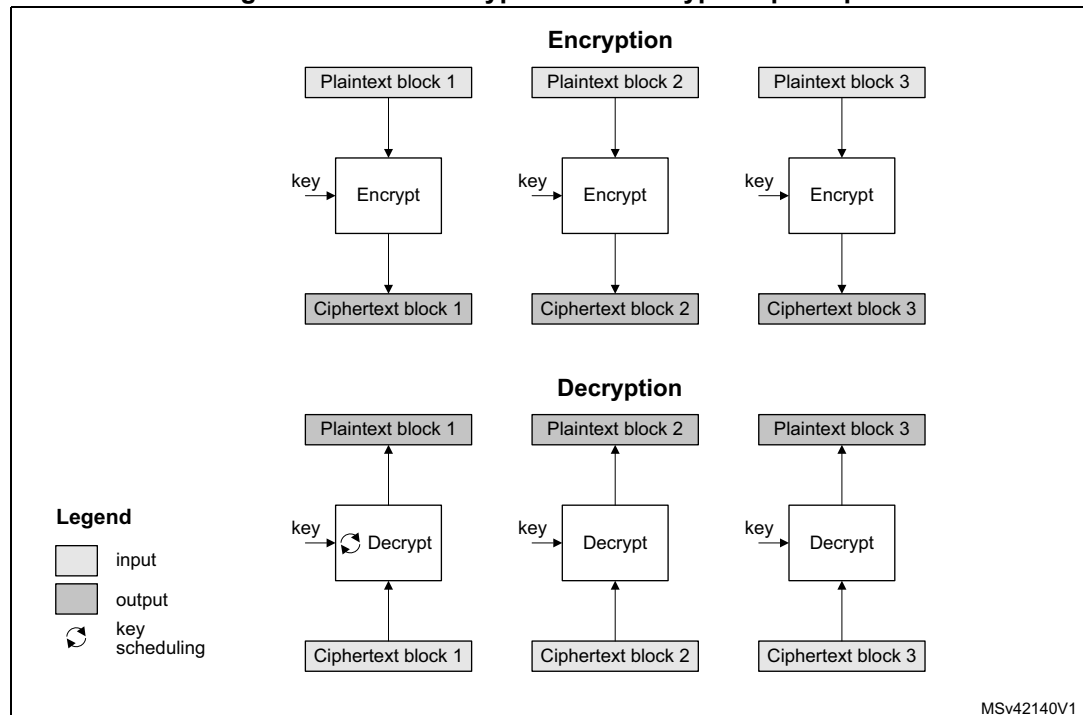 Encryption
Plaintext block 1
Plaintext block 2
Plaintext block 3
key
Encrypt
key
Encrypt
key
Encrypt
Ciphertext block 1
Ciphertext block 2
Ciphertext block 3
Decryption
Plaintext block 1
Plaintext block 2
Plaintext block 3
Legend
input
output
key
scheduling
key
Decrypt
key
Decrypt
key
Decrypt
Ciphertext block 1
Ciphertext block 2
Ciphertext block 3
MSv42140V1